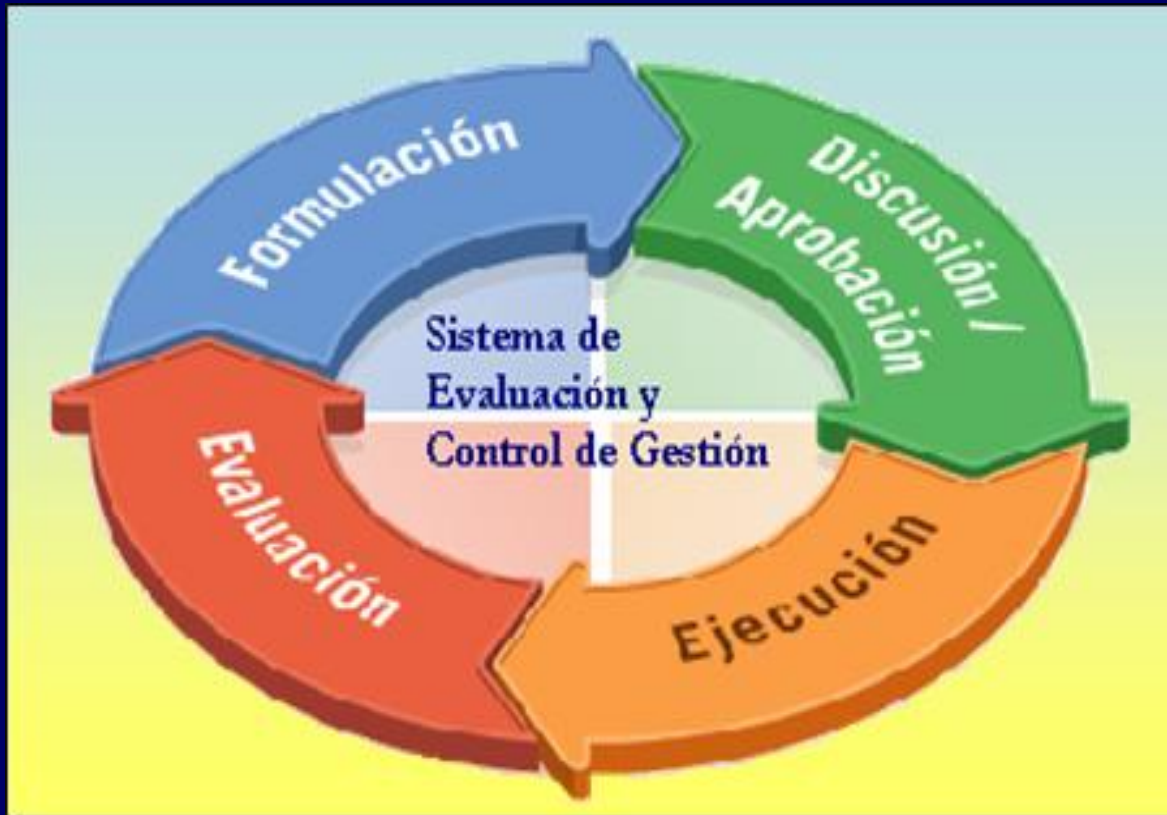 Formulación
Discusión /
Aprobación
Sistema de
Evaluación y
Control de Gestión
Evaluación
Ejecución